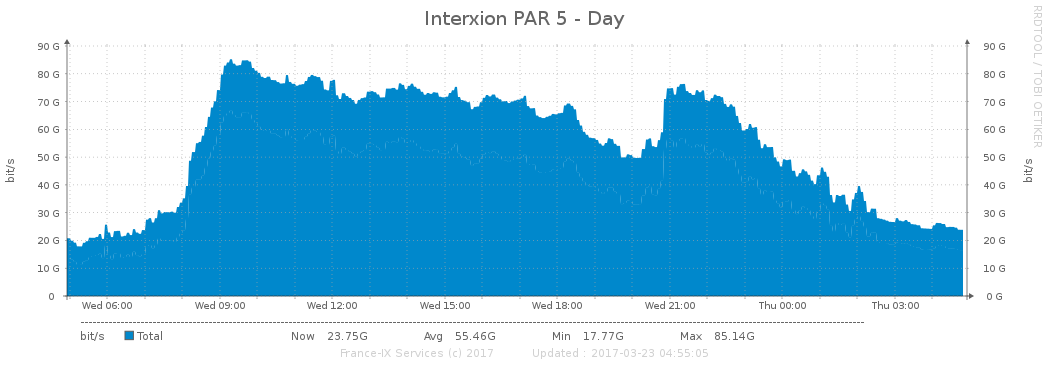 Interxion PAR 5 - Day
RRDTOOL / TOBI OETIKER
90 G 90 G
80 G 80 G
70 G 70 G
60 G 60 G
50 G 50 G
40 G 40 G
30 G 30 G
20 G 20 G
10 G 10 G
0 0 G
bit/s bit/s
Wed 06:00 Wed 09:00 Wed 12:00 Wed 15:00 Wed 18:00 Wed 21:00 Thu 00:00 Thu 03:00
bit/s Total Now 23.75G Avg 55.46G Min 17.77G Max 85.14G
France-IX Services (c) 2017 Updated : 2017-03-23 04:55:05